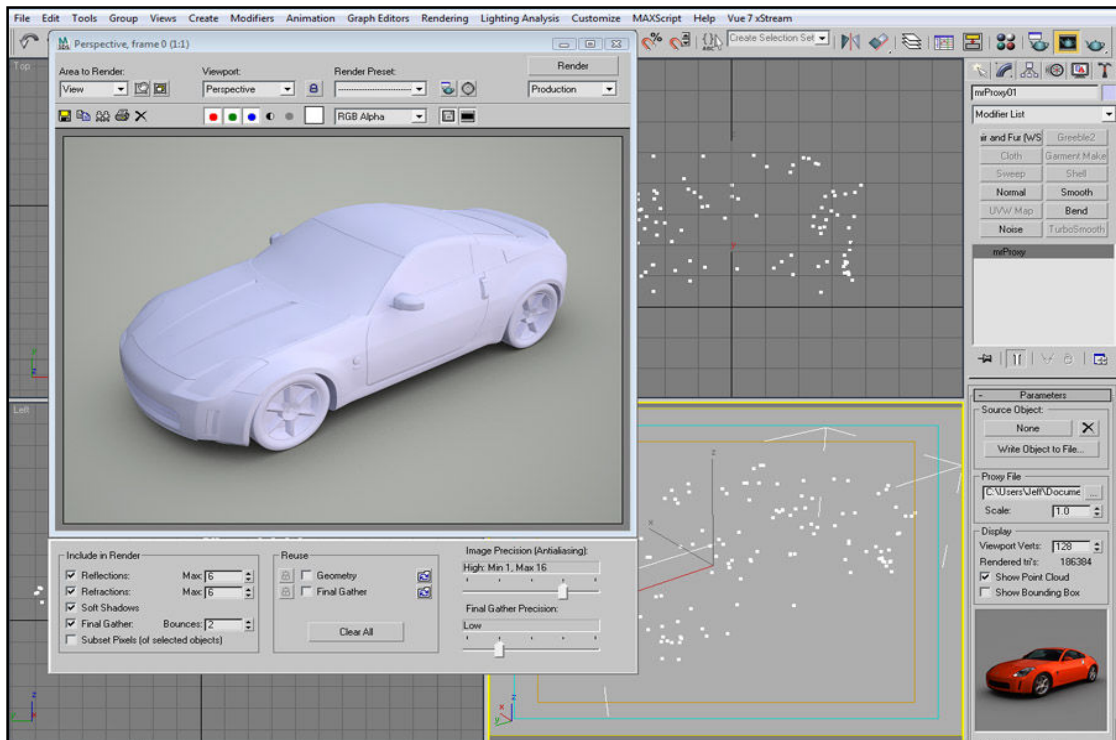 File Edit Tools Group Views Create Modifiers Animation Graph Editors Rendering Lighting Analysis Customize MAXScript Help Vue 7 xStream
Perspective, frame 0 (1:1)
Create Selection Set
Area to Render:
View
Viewport:
Perspective
Render Preset:
Render
Production
RGB Alpha
Top
Left
mrProxy01
Modifier List
ir and Fur (WS
Greeble2
Cloth
Garment Make
Sweep
Shell
Normal
Smooth
UVW Map
Bend
Noise
TurboSmooth
mrProxy
- Parameters
Source Object:
None
Write Object to File...
Proxy File
C:\Users\Jeff\Docume
...
Scale: 1.0
Display
Viewport Verts: 128
Rendered tri's: 186384
Show Point Cloud
Show Bounding Box
Include in Render
Reflections: Max: 6
Refractions: Max: 6
Soft Shadows
Final Gather: Bounces: 2
Subset Pixels (of selected objects)
Reuse
Geometry
Final Gather
Clear All
Image Precision (Antialiasing):
High: Min 1, Max 16
Final Gather Precision:
Low
z
x
z
x
y
z
y
x